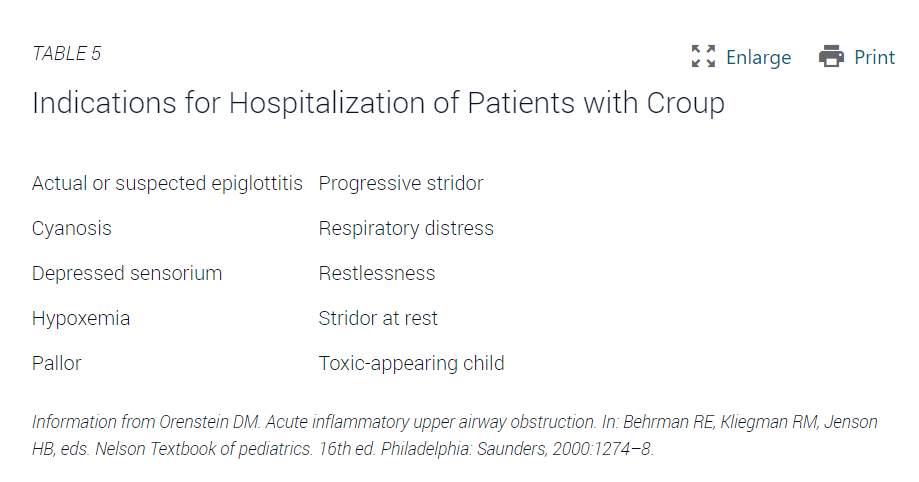 TABLE 5
Enlarge Print
Indications for Hospitalization of Patients with Croup
Actual or suspected epiglottitis Progressive stridor
Cyanosis Respiratory distress
Depressed sensorium Restlessness
Hypoxemia Stridor at rest
Pallor Toxic-appearing child
Information from Orenstein DM. Acute inflammatory upper airway obstruction. In: Behrman RE, Kliegman RM, Jenson
HB, eds. Nelson Textbook of pediatrics. 16th ed. Philadelphia: Saunders, 2000:1274–8.